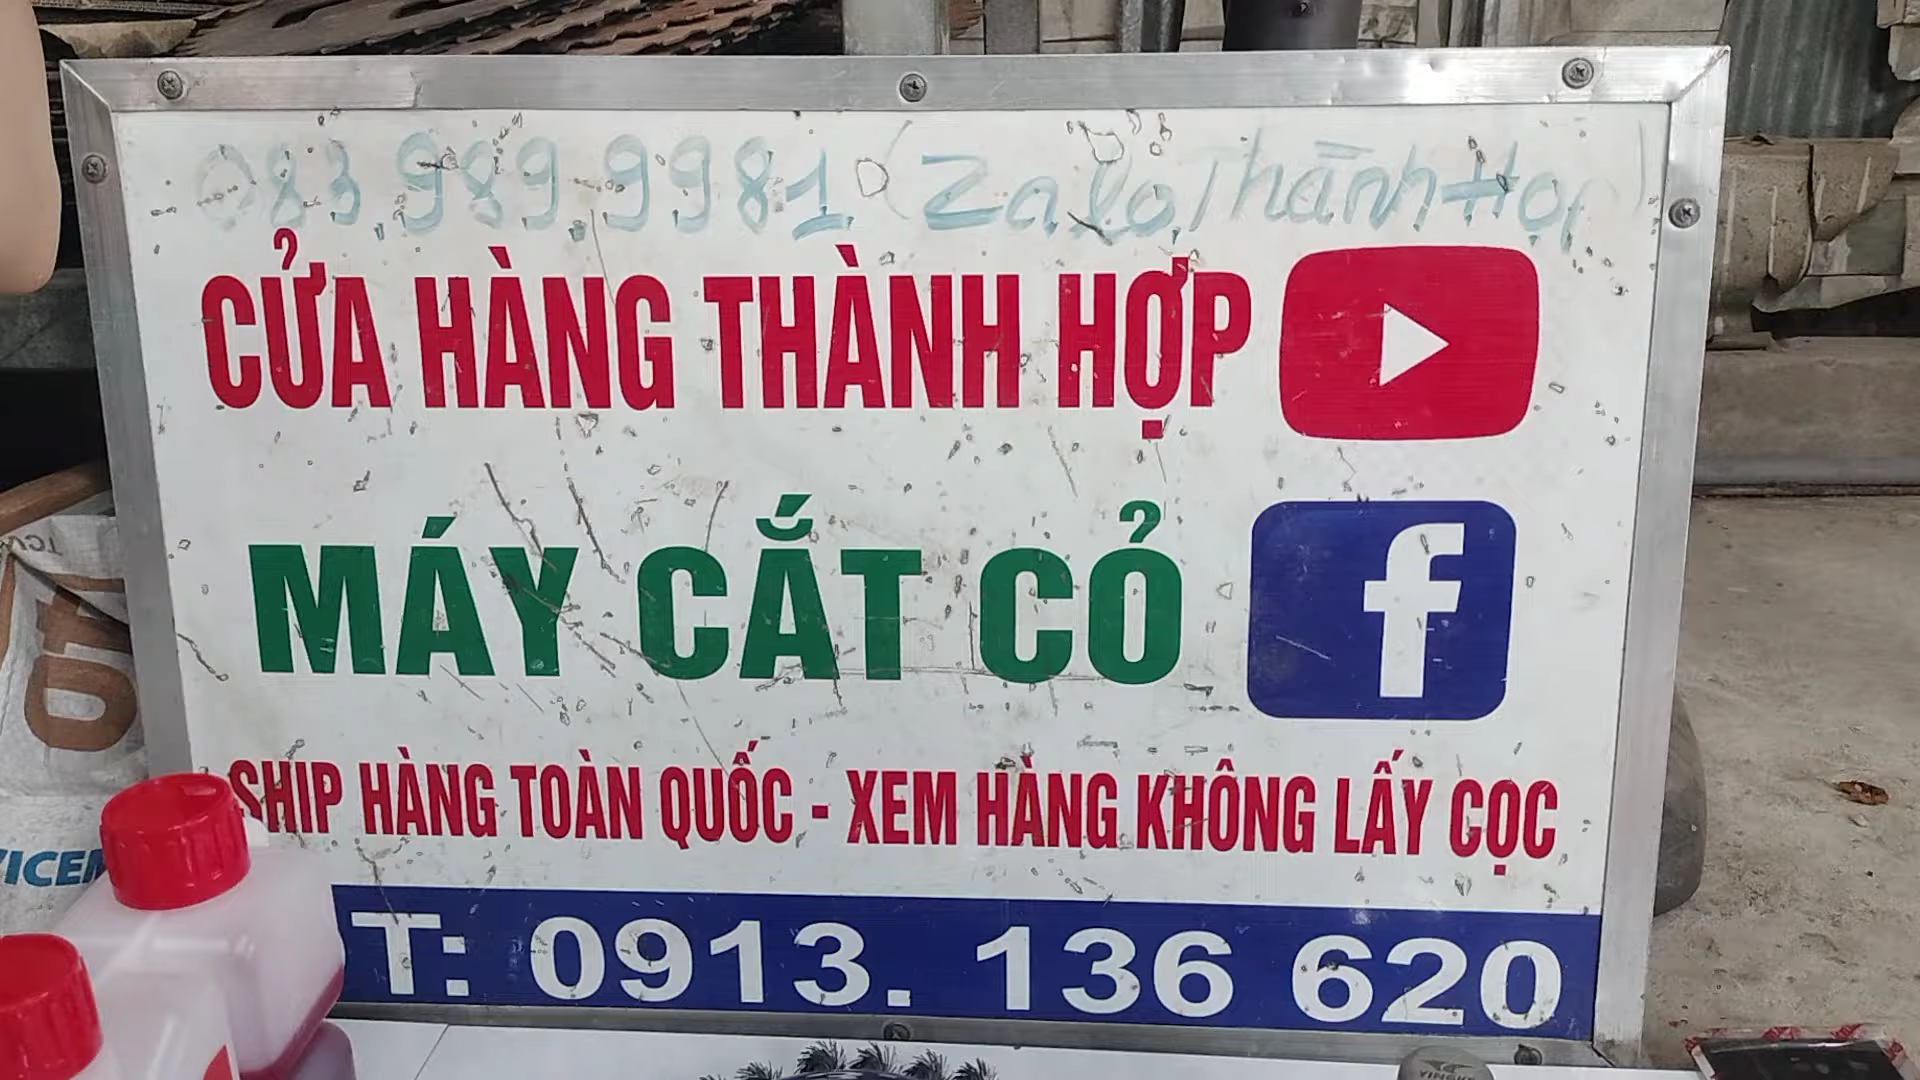 083.989.9981 (Zalo Thành Hợp)
CỬA HÀNG THÀNH HỢP
MÁY CẮT CỎ
f
SHIP HÀNG TOÀN QUỐC - XEM HÀNG KHÔNG LẤY CỌC
T: 0913. 136 620